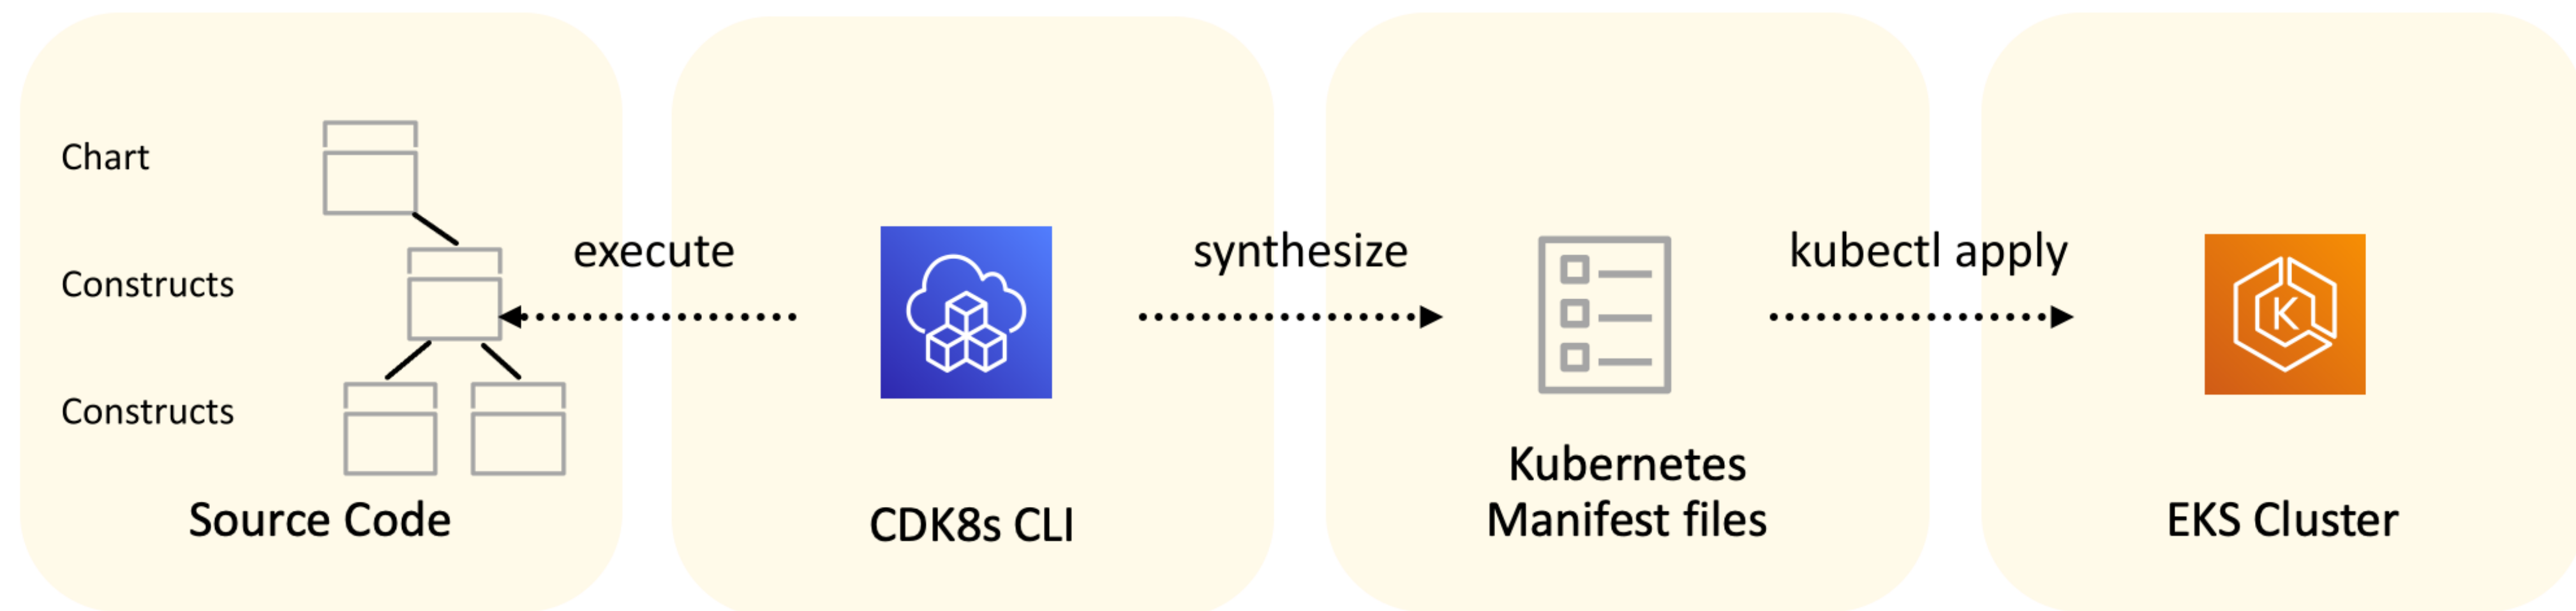 Chart
Constructs
Constructs
Source Code
execute
CDK8s CLI
synthesize
Kubernetes
Manifest files
kubectl apply
K
EKS Cluster